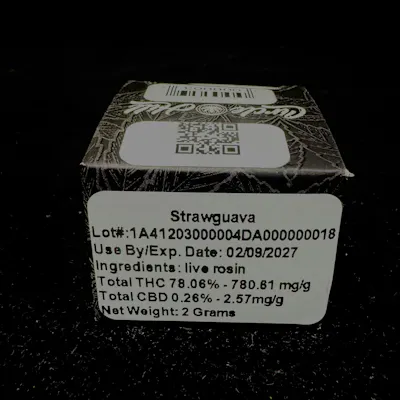 Strawguava
Lot#:1A41203000004DA000000018
Use By/Exp. Date: 02/09/2027
Ingredients: live rosin
Total THC 78.06% - 780.61 mg/g
Total CBD 0.26% - 2.57mg/g
Net Weight: 2 Grams